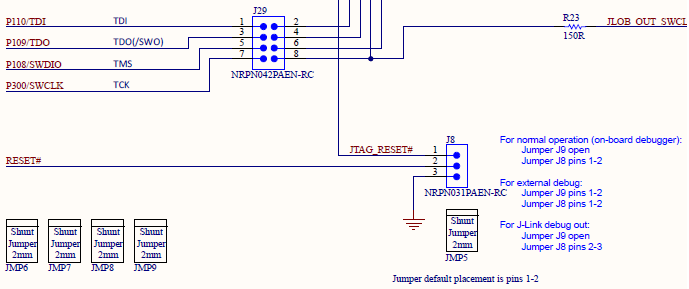 J29
P110/TDI TDI 1 2
P109/TDO TDO(/SWO) 3 4
P108/SWDIO TMS 5 6
P300/SWCLK TCK 7 8
NRPN042PAEN-RC
R23
150R
JLOB_OUT_SWCL
J8
JTAG_RESET# 1
RESET# 2
3
NRPN031PAEN-RC
For normal operation (on-board debugger):
Jumper J9 open
Jumper J8 pins 1-2
For external debug:
Jumper J9 pins 1-2
Jumper J8 pins 1-2
For J-Link debug out:
Jumper J9 open
Jumper J8 pins 2-3
Shunt
Jumper
2mm
JMP6
Shunt
Jumper
2mm
JMP7
Shunt
Jumper
2mm
JMP8
Shunt
Jumper
2mm
JMP9
Shunt
Jumper
2mm
JMP5
Jumper default placement is pins 1-2